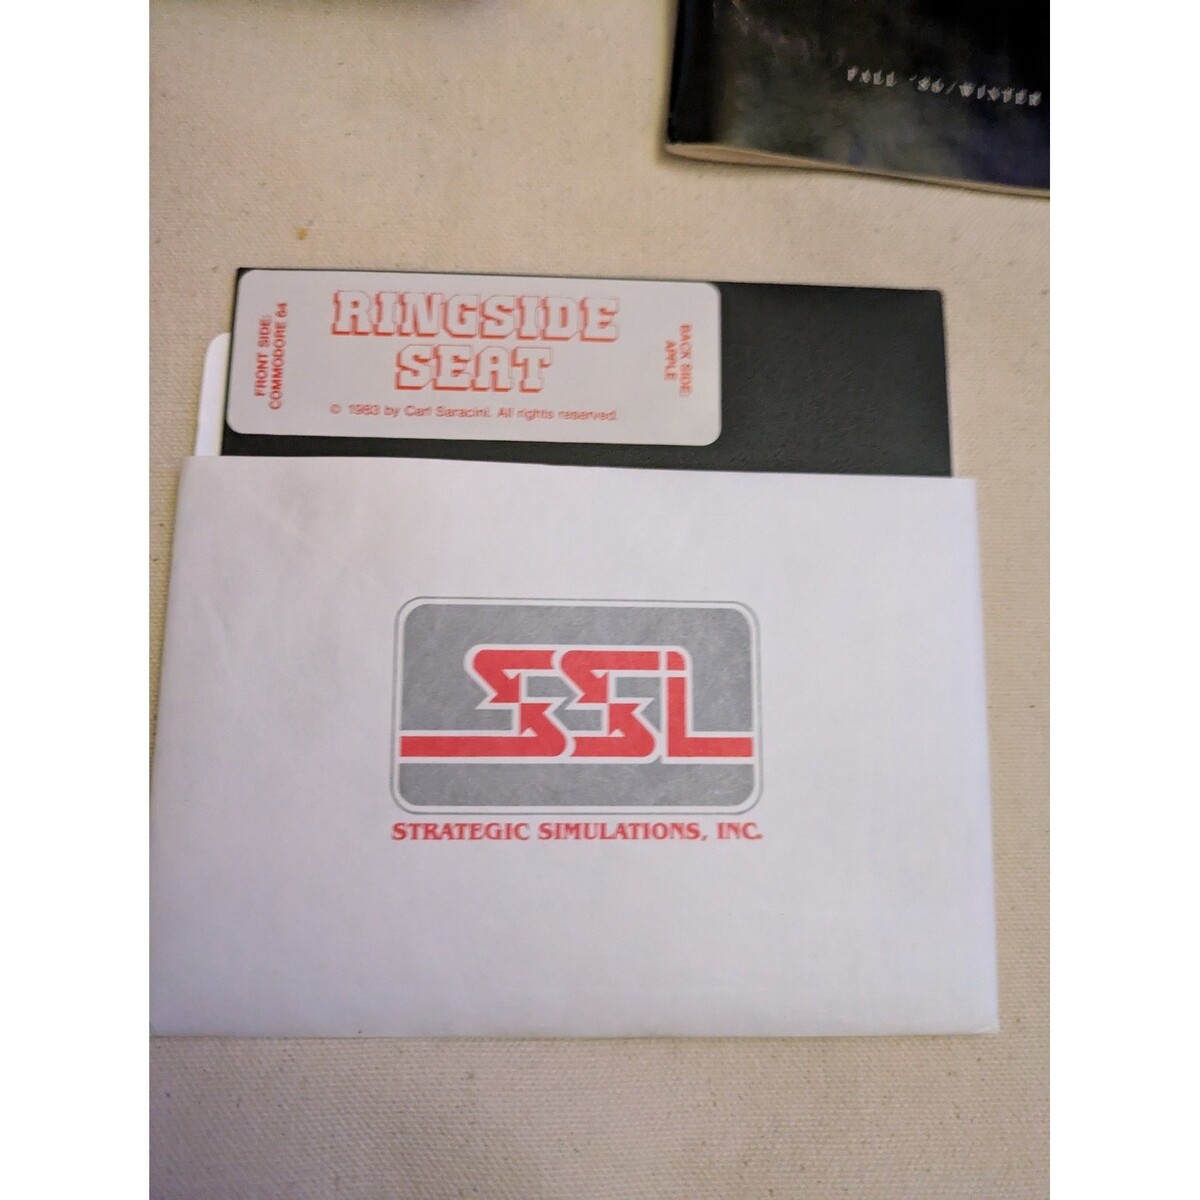 FALL, '95/WINTER
FRONT SIDE:
COMMODORE 64
RINGSIDE
SEAT
© 1983 by Carl Saracini. All rights reserved.
BACK SIDE:
APPLE
SSI
STRATEGIC SIMULATIONS, INC.